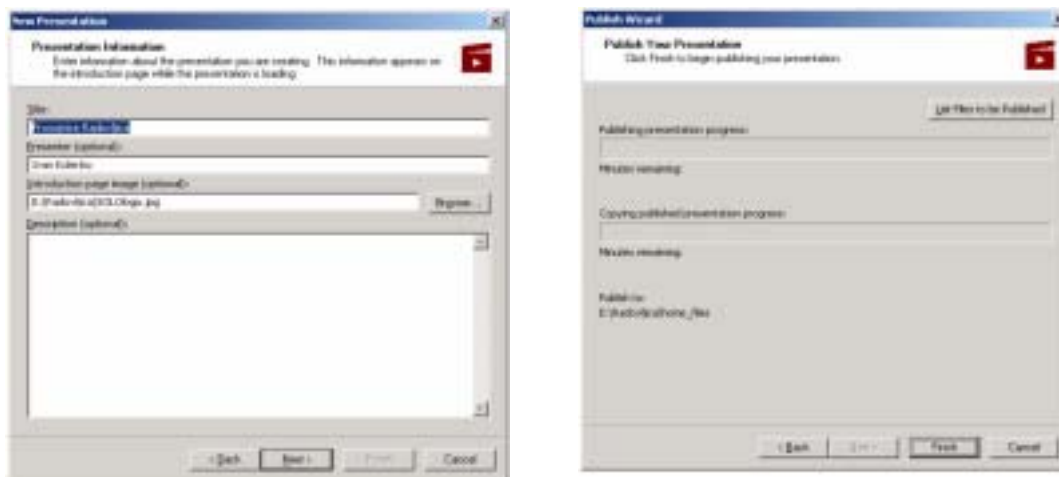 New Presentation
Presentation Information
Enter information about the presentation you are creating. This information appears on
the introduction page while the presentation is loading.
Title:
Presenter (optional):
Introduction page image (optional):
Browse...
Description (optional):
< Back
Next >
Finish
Cancel
Publish Wizard
Publish Your Presentation
Click Finish to begin publishing your presentation.
List Files to be Published
Publishing presentation progress:
Minutes remaining:
Copying published presentation progress:
Minutes remaining:
Publish to:
< Back
Next >
Finish
Cancel